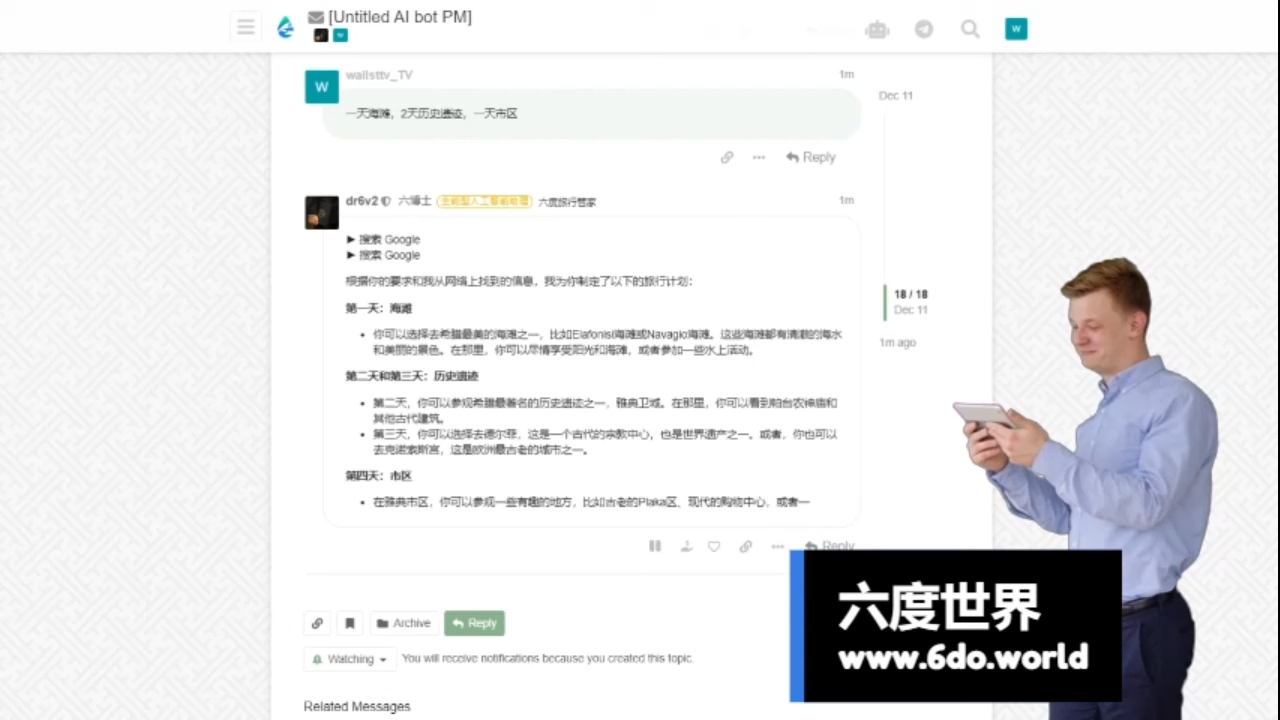 [Untitled AI bot PM]
W
W
W
wallsttv_TV
1m
一天海滩，2天历史遗迹，一天市区
Reply
Dec 11
dr6v2 六博士 主邮型人工智能助理 六度旅行管家
1m
▶ 搜索 Google
▶ 搜索 Google
根据你的要求和我从网络上找到的信息，我为你制定了以下的旅行计划：
第一天：海滩
• 你可以选择去希腊最美的海滩之一，比如Elafonisi海滩或Navagio海滩。这些海滩都有清澈的海水
和美丽的景色。在那里，你可以尽情享受阳光和海滩，或者参加一些水上活动。
第二天和第三天：历史遗迹
• 第二天，你可以参观希腊最著名的历史遗迹之一，雅典卫城。在那里，你可以看到帕台农神庙和
其他古代建筑。
• 第三天，你可以选择去德尔菲，这是一个古代的宗教中心，也是世界遗产之一。或者，你也可以
去克诺索斯宫，这是欧洲最古老的城市之一。
第四天：市区
• 在雅典市区，你可以参观一些有趣的地方，比如古老的Plaka区、现代的购物中心，或者一
18 / 18
Dec 11
1m ago
Reply
Archive
Reply
Watching
You will receive notifications because you created this topic.
Related Messages
六度世界
www.6do.world